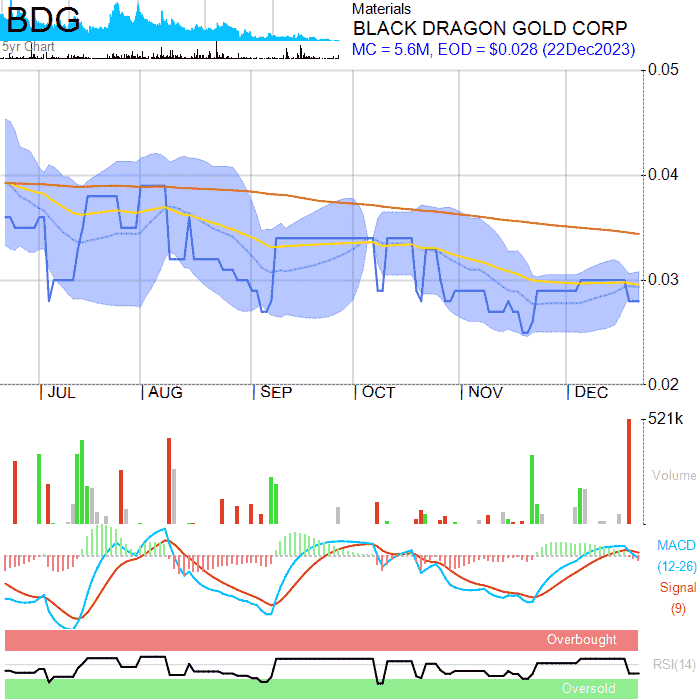 BDG
5yr Chart
Materials
BLACK DRAGON GOLD CORP
MC = 5.6M, EOD = $0.028 (22Dec2023)
0.05
0.04
0.03
0.02
JUL
AUG
SEP
OCT
NOV
DEC
521k
Volume
MACD
(12-26)
Signal
(9)
Overbought
RSI(14)
Oversold